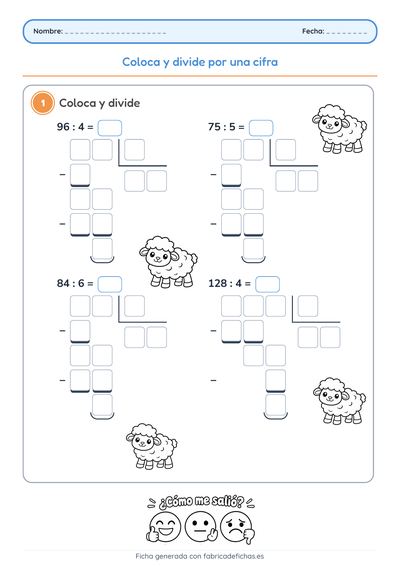 Nombre: Fecha:
Coloca y divide por una cifra
1 Coloca y divide
96 : 4 = 75 : 5 =
84 : 6 = 128 : 4 =
¿Cómo me salió?
Ficha generada con fabricadefichas.es